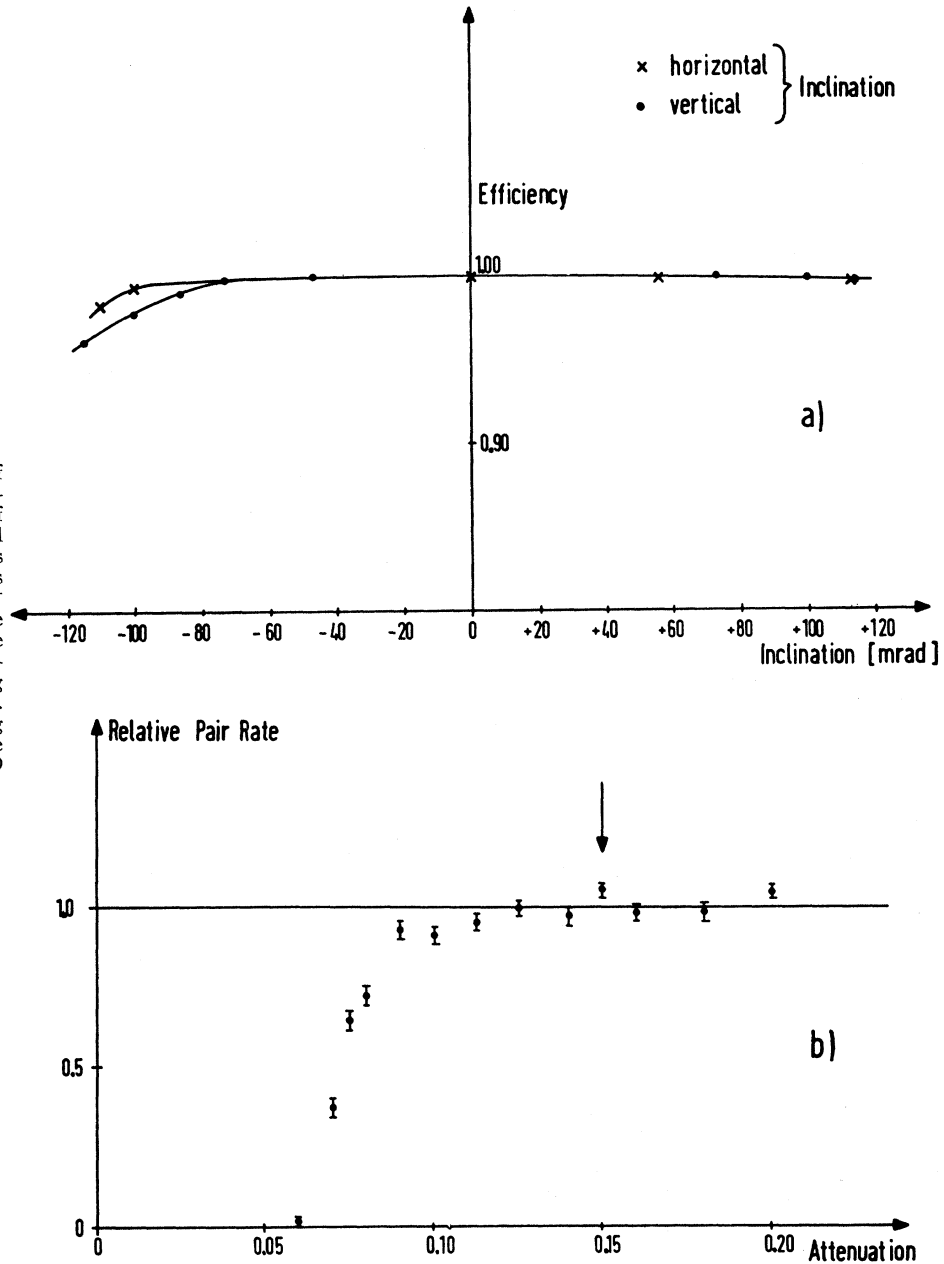 × horizontal
• vertical
Inclination
Efficiency
1.00
a)
0.90
-120 -100 -80 -60 -40 -20 0 +20 +40 +60 +80 +100 +120
Inclination [mrad]
Relative Pair Rate
1.0
b)
0.5
0
0 0.05 0.10 0.15 0.20
Attenuation